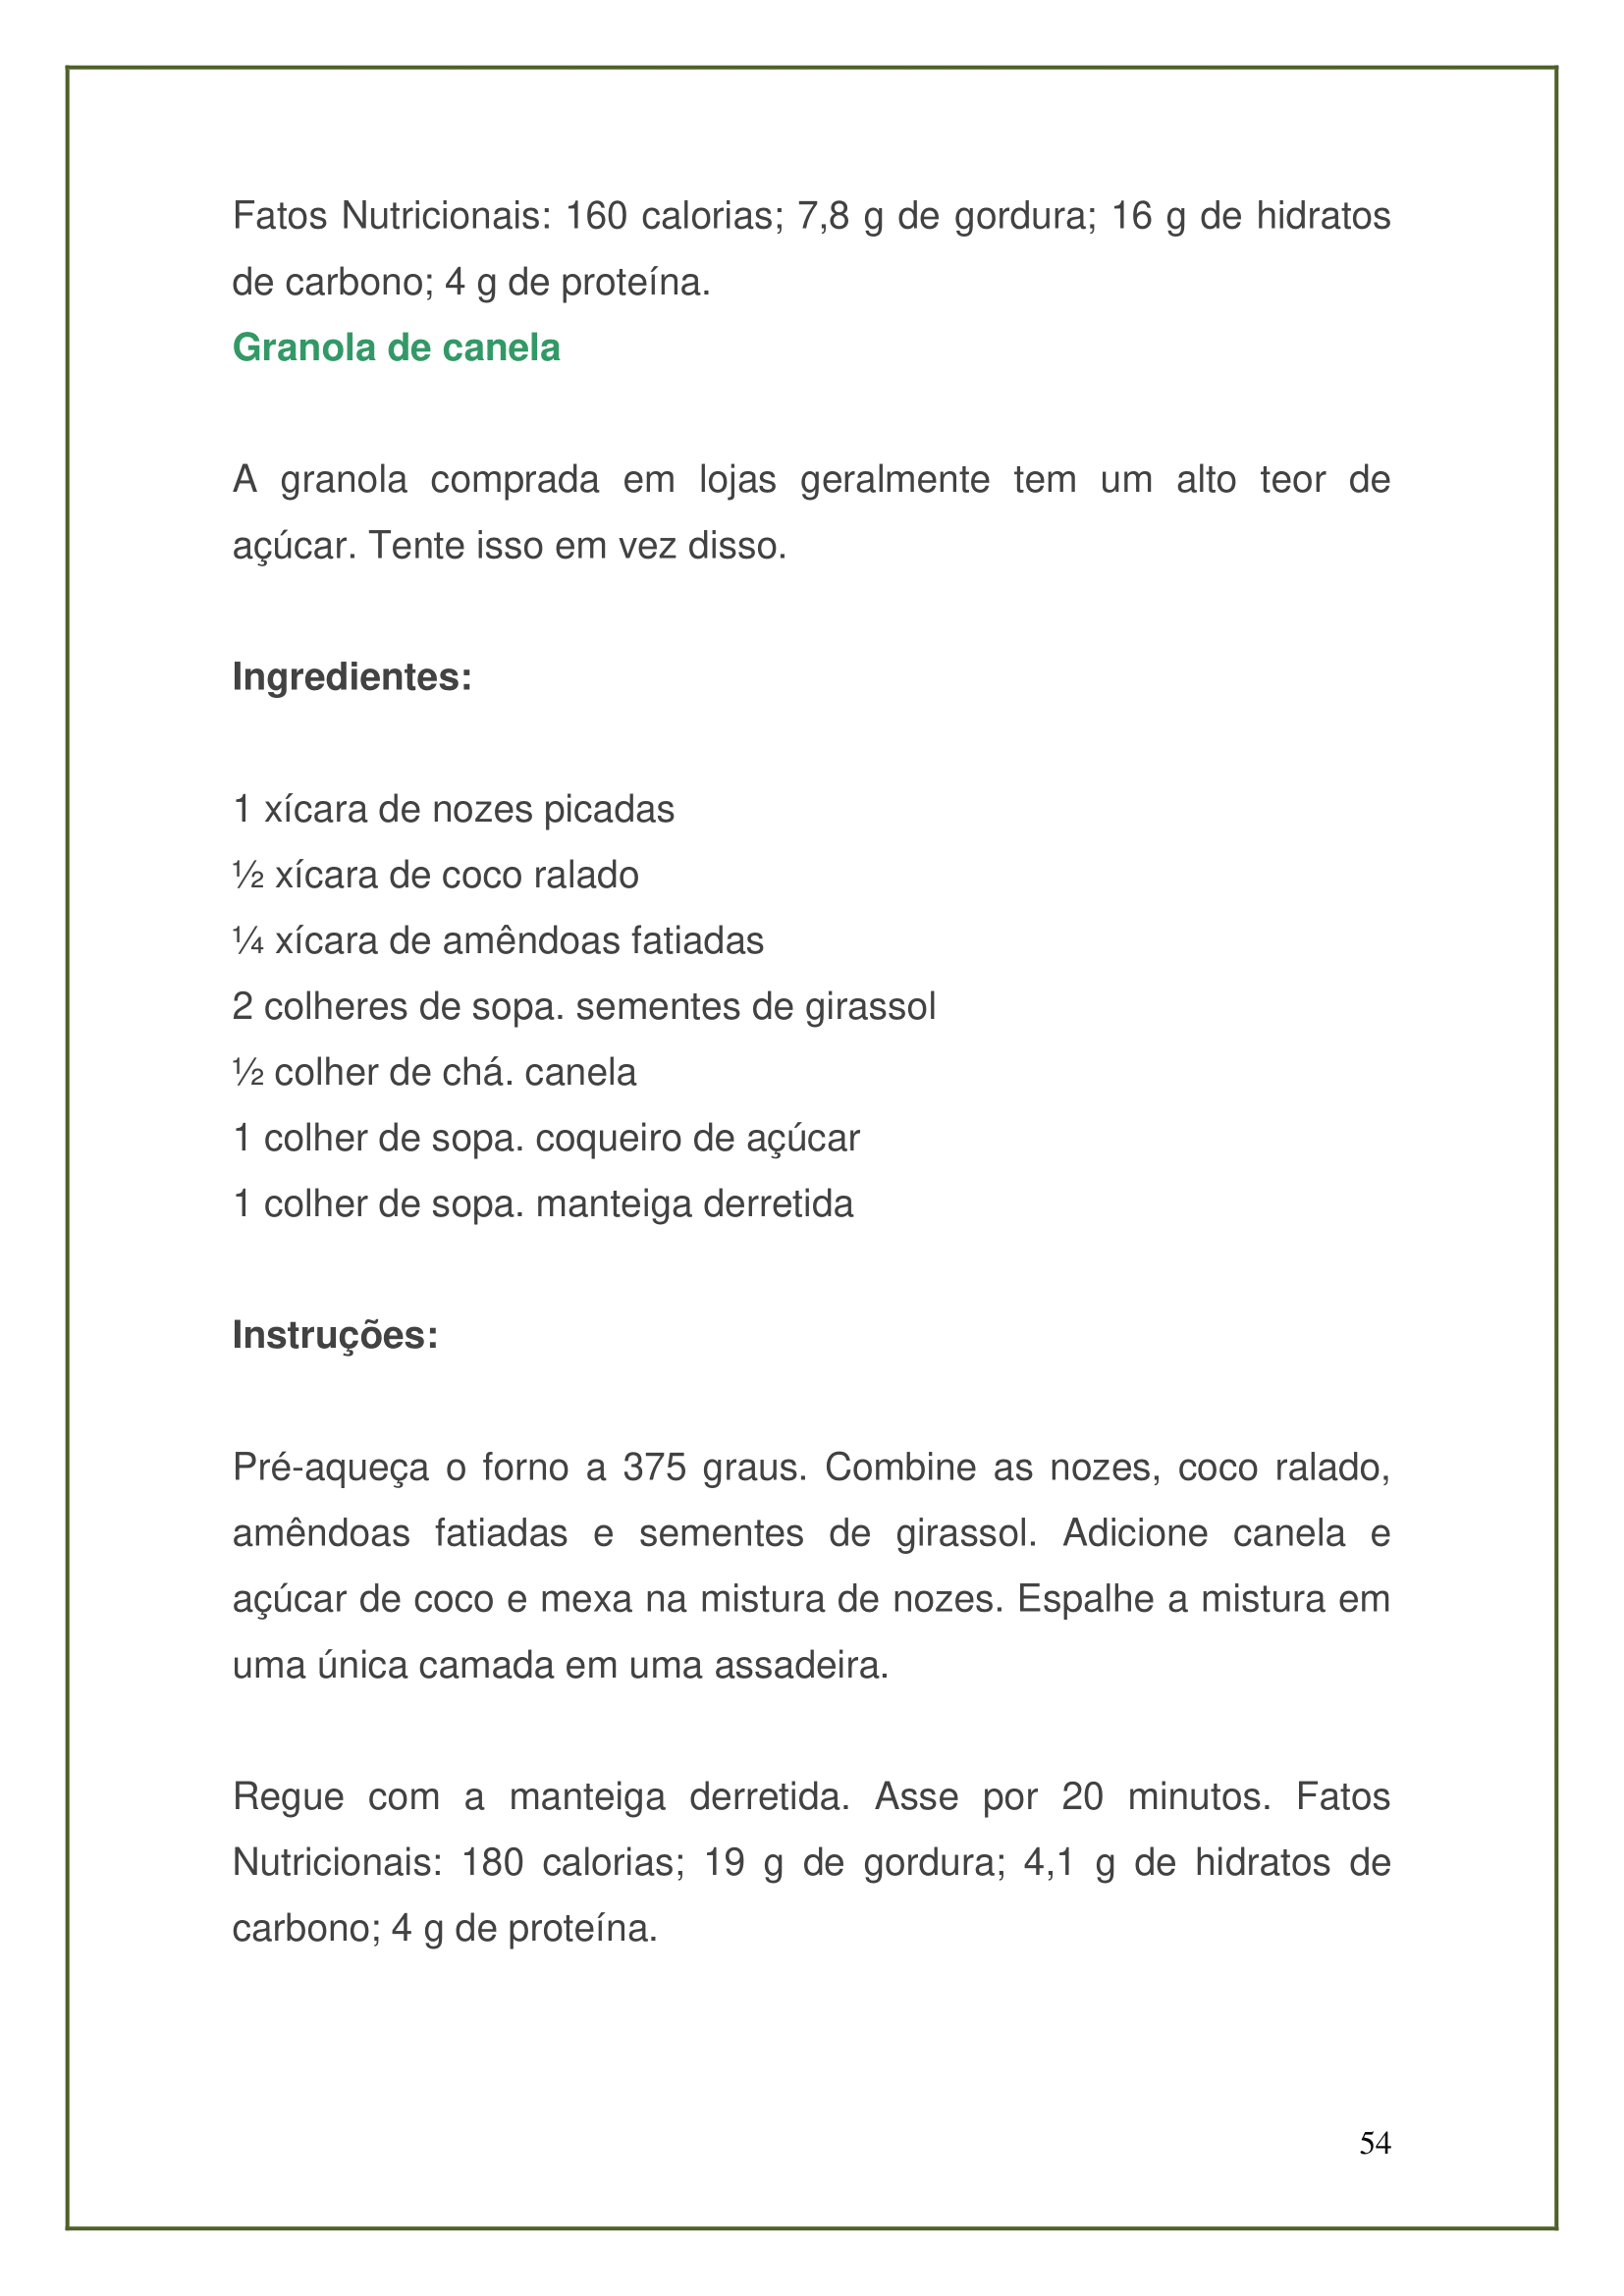 Fatos Nutricionais: 160 calorias; 7,8 g de gordura; 16 g de hidratos
de carbono; 4 g de proteína.
Granola de canela
A granola comprada em lojas geralmente tem um alto teor de
açúcar. Tente isso em vez disso.
Ingredientes:
1 xícara de nozes picadas
½ xícara de coco ralado
¼ xícara de amêndoas fatiadas
2 colheres de sopa. sementes de girassol
½ colher de chá. canela
1 colher de sopa. coqueiro de açúcar
1 colher de sopa. manteiga derretida
Instruções:
Pré-aqueça o forno a 375 graus. Combine as nozes, coco ralado,
amêndoas fatiadas e sementes de girassol. Adicione canela e
açúcar de coco e mexa na mistura de nozes. Espalhe a mistura em
uma única camada em uma assadeira.
Regue com a manteiga derretida. Asse por 20 minutos. Fatos
Nutricionais: 180 calorias; 19 g de gordura; 4,1 g de hidratos de
carbono; 4 g de proteína.
54